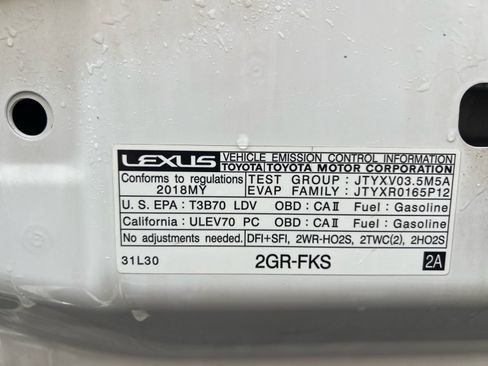 LEXUS VEHICLE EMISSION CONTROL INFORMATION
TOYOTA/TOYOTA MOTOR CORPORATION
Conforms to regulations TEST GROUP : JTYXV03.5M5A
2018MY EVAP FAMILY : JTYXR0165P12
U. S. EPA : T3B70 LDV OBD : CAII Fuel : Gasoline
California : ULEV70 PC OBD : CAII Fuel : Gasoline
No adjustments needed. DFI+SFI, 2WR-HO2S, 2TWC(2), 2HO2S
31L30 2GR-FKS 2A